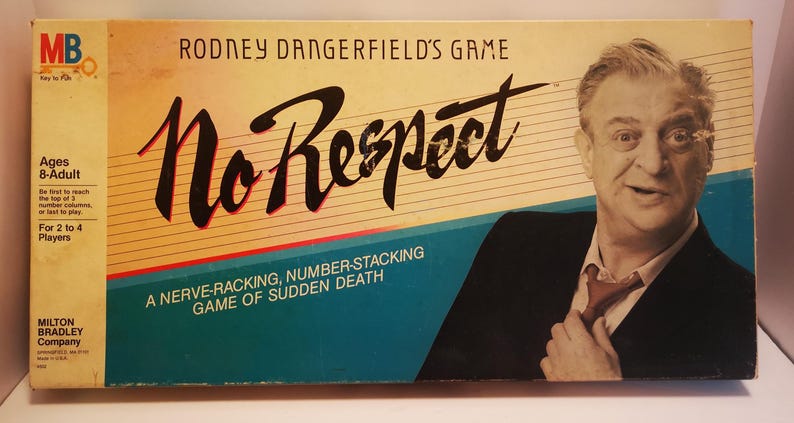 MB
Key to Fun
RODNEY DANGERFIELD'S GAME
No Respect
TM
Ages
8-Adult
Be first to reach
the top of 3
number columns,
or last to play.
For 2 to 4
Players
A NERVE-RACKING, NUMBER-STACKING
GAME OF SUDDEN DEATH
MILTON
BRADLEY
Company
SPRINGFIELD, MA 01101
Made in U.S.A.
4502